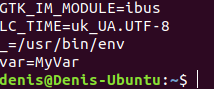 GTK_IM_MODULE=ibus
LC_TIME=uk_UA.UTF-8
_=/usr/bin/env
var=MyVar
denis@Denis-Ubuntu:~$